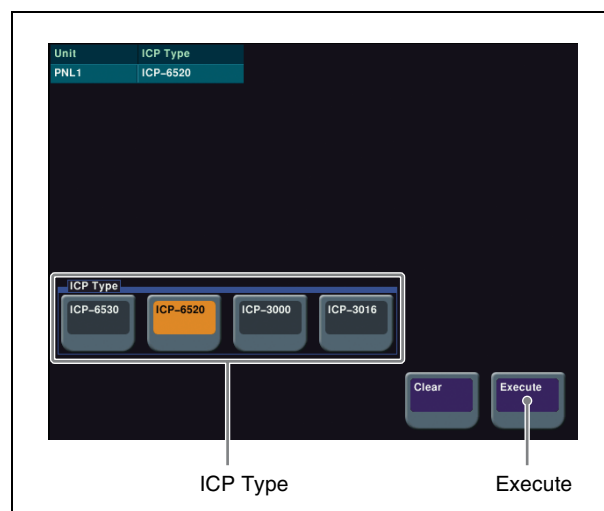 Unit ICP Type
PNL1 ICP–6520
ICP Type
ICP–6530 ICP–6520 ICP–3000 ICP–3016
Clear Execute
ICP Type Execute